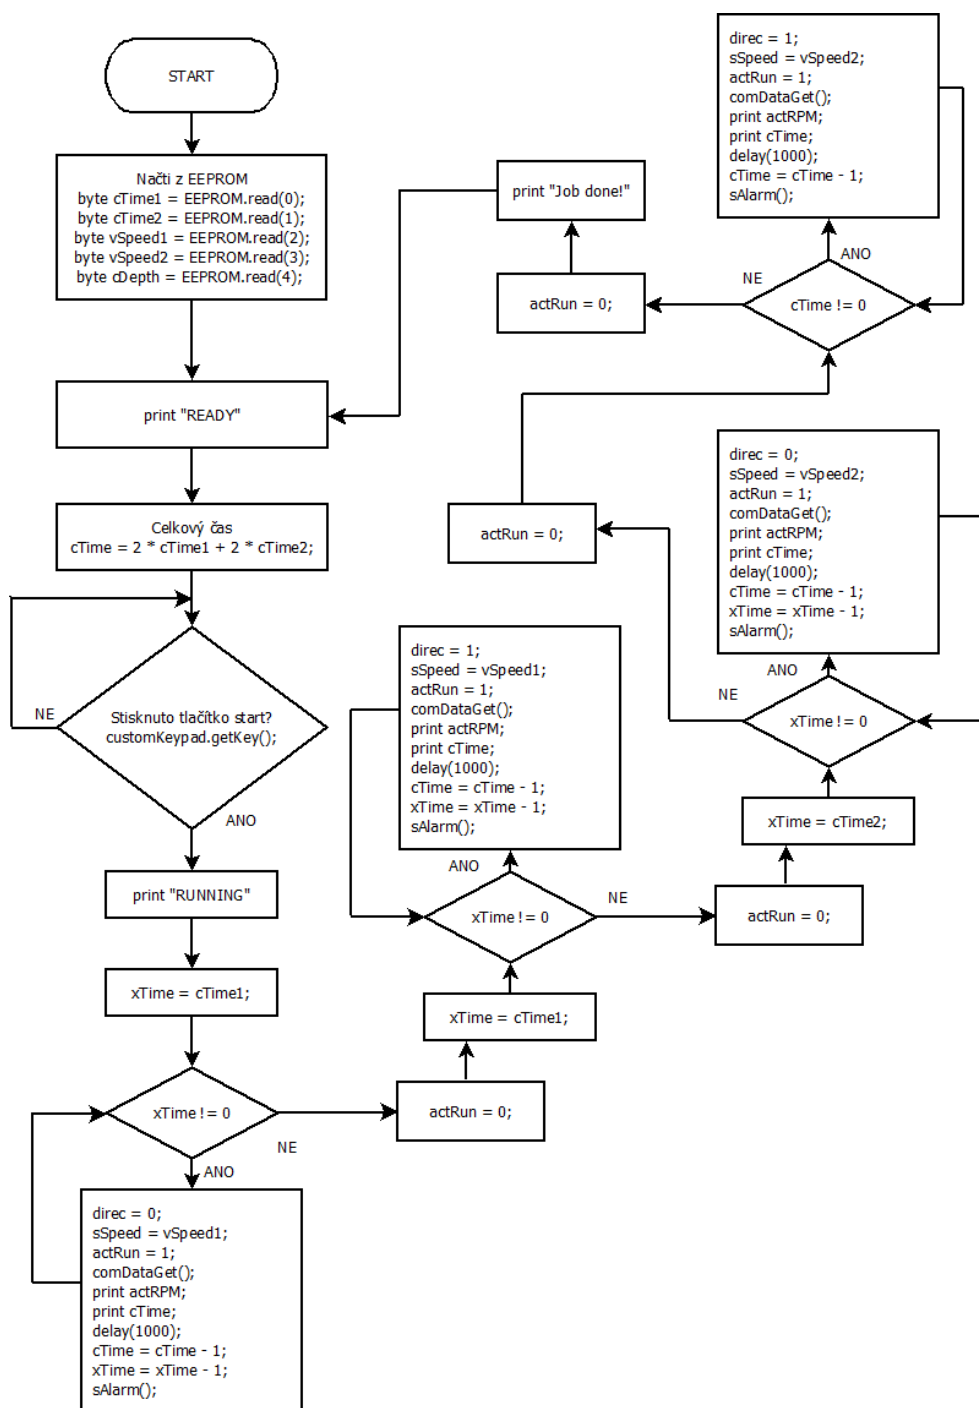 START
Načti z EEPROM
byte cTime1 = EEPROM.read(0);
byte cTime2 = EEPROM.read(1);
byte vSpeed1 = EEPROM.read(2);
byte vSpeed2 = EEPROM.read(3);
byte cDepth = EEPROM.read(4);
print "READY"
Celkový čas
cTime = 2 * cTime1 + 2 * cTime2;
NE
Stisknuto tlačítko start?
customKeypad.getKey();
ANO
print "RUNNING"
xTime = cTime1;
xTime != 0
NE
ANO
direc = 0;
sSpeed = vSpeed1;
actRun = 1;
comDataGet();
print actRPM;
print cTime;
delay(1000);
cTime = cTime - 1;
xTime = xTime - 1;
sAlarm();
actRun = 0;
xTime = cTime1;
xTime != 0
ANO
NE
direc = 1;
sSpeed = vSpeed1;
actRun = 1;
comDataGet();
print actRPM;
print cTime;
delay(1000);
cTime = cTime - 1;
xTime = xTime - 1;
sAlarm();
actRun = 0;
xTime = cTime2;
xTime != 0
NE
ANO
direc = 0;
sSpeed = vSpeed2;
actRun = 1;
comDataGet();
print actRPM;
print cTime;
delay(1000);
cTime = cTime - 1;
xTime = xTime - 1;
sAlarm();
actRun = 0;
cTime != 0
NE
ANO
direc = 1;
sSpeed = vSpeed2;
actRun = 1;
comDataGet();
print actRPM;
print cTime;
delay(1000);
cTime = cTime - 1;
sAlarm();
actRun = 0;
print "Job done!"